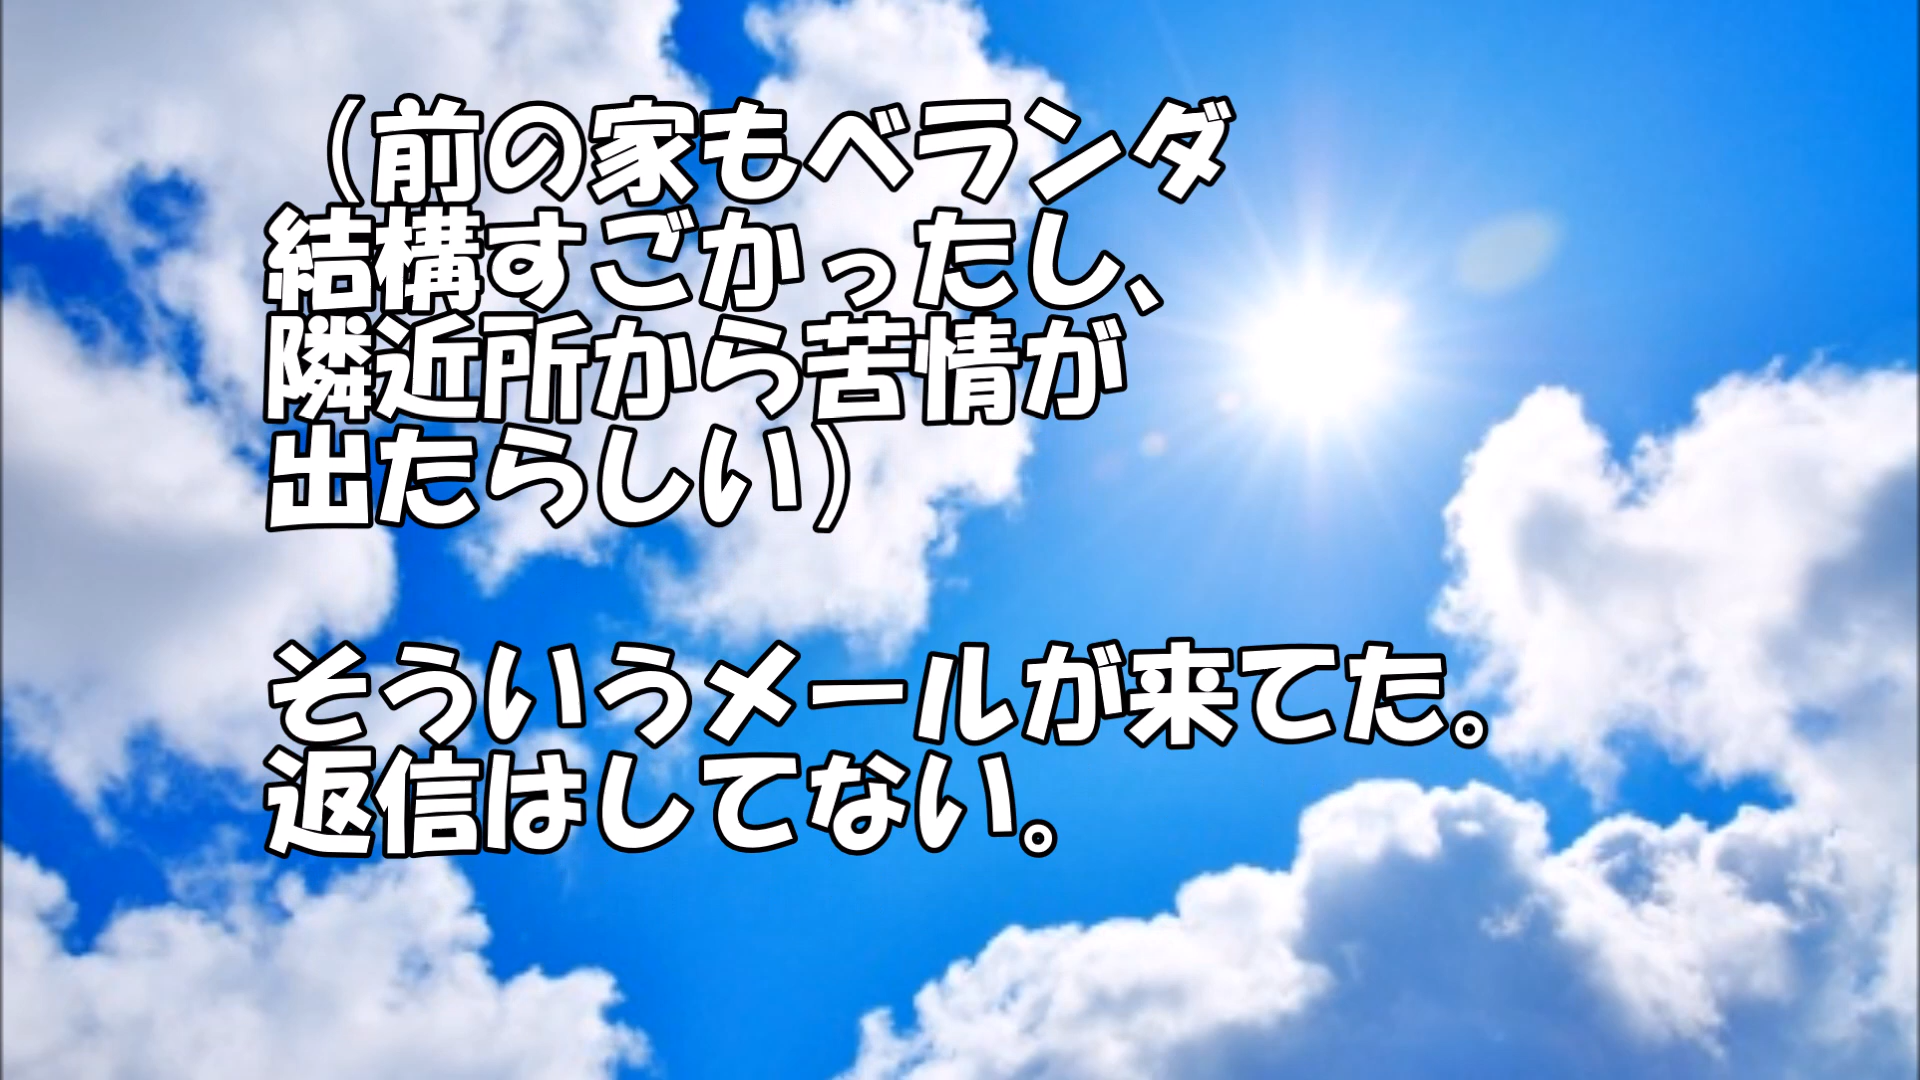 （前の家もベランダ
結構すごかったし、
隣近所から苦情が
出たらしい）
そういうメールが来てた。
返信はしてない。